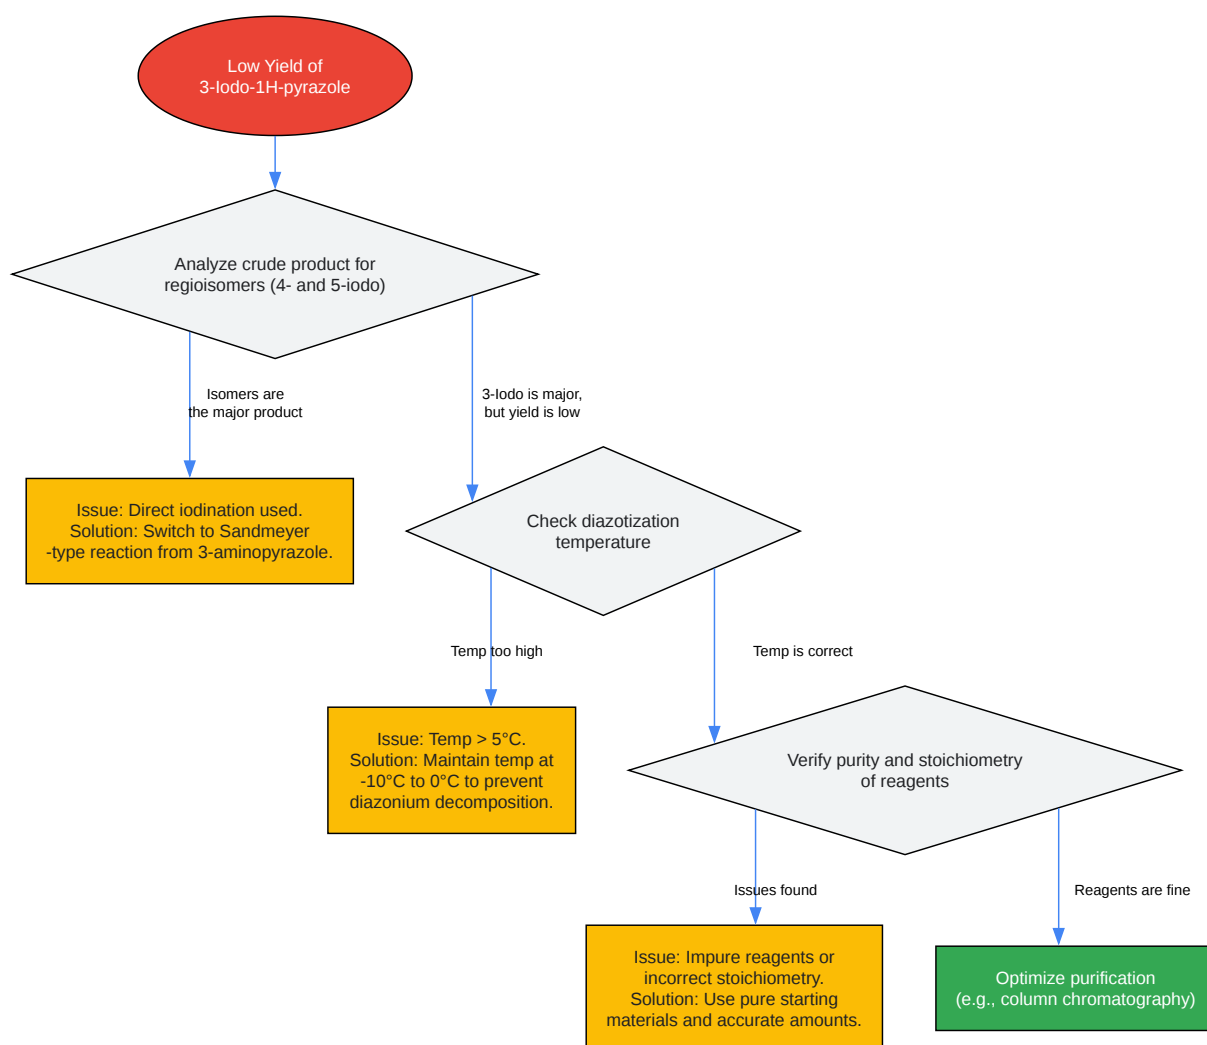 Low Yield of
3-Iodo-1H-pyrazole
Analyze crude product for
regioisomers (4- and 5-iodo)
Isomers are
the major product
3-Iodo is major,
but yield is low
Issue: Direct iodination used.
Solution: Switch to Sandmeyer
-type reaction from 3-aminopyrazole.
Check diazotization
temperature
Temp too high
Temp is correct
Issue: Temp > 5°C.
Solution: Maintain temp at
-10°C to 0°C to prevent
diazonium decomposition.
Verify purity and stoichiometry
of reagents
Issues found
Reagents are fine
Issue: Impure reagents or
incorrect stoichiometry.
Solution: Use pure starting
materials and accurate amounts.
Optimize purification
(e.g., column chromatography)